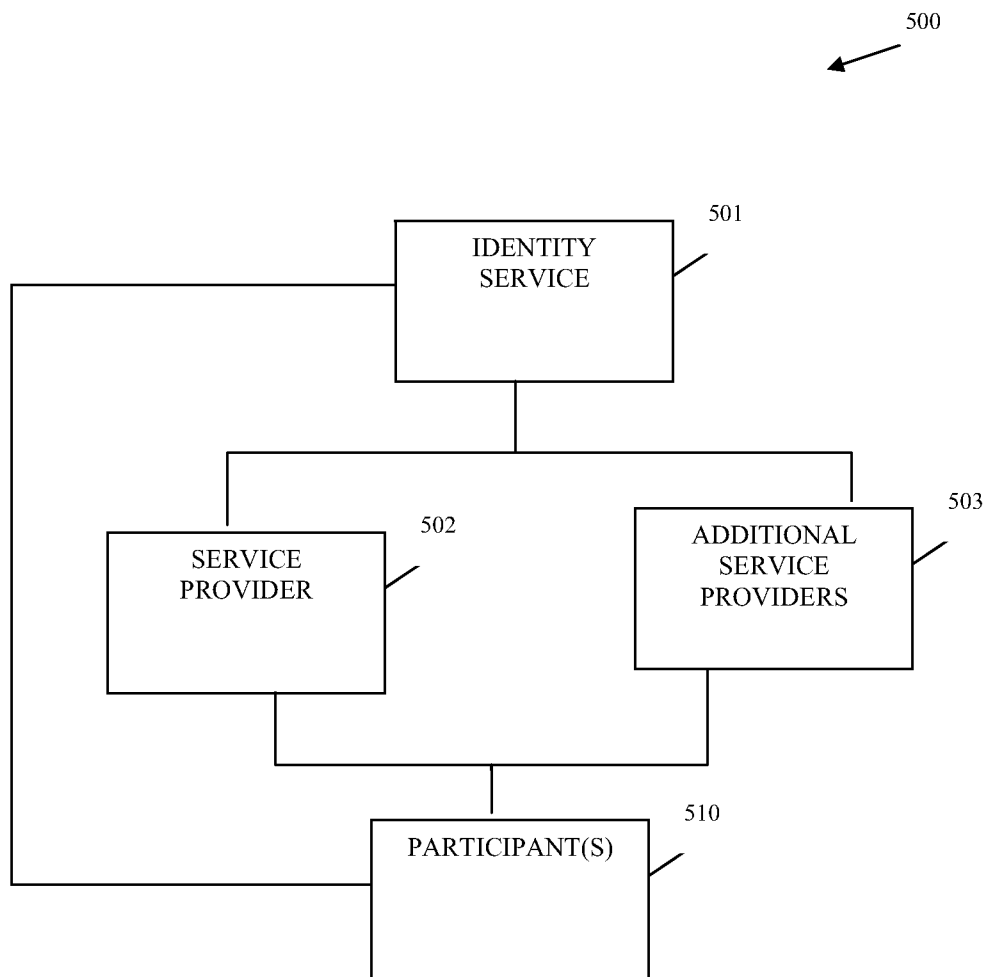 500
501
IDENTITY
SERVICE
502
503
SERVICE
PROVIDER
ADDITIONAL
SERVICE
PROVIDERS
510
PARTICIPANT(S)